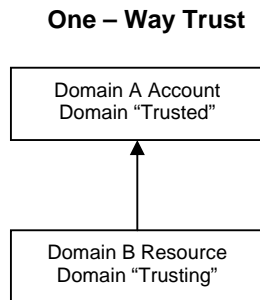 One – Way Trust
Domain A Account
Domain “Trusted”
Domain B Resource
Domain “Trusting”